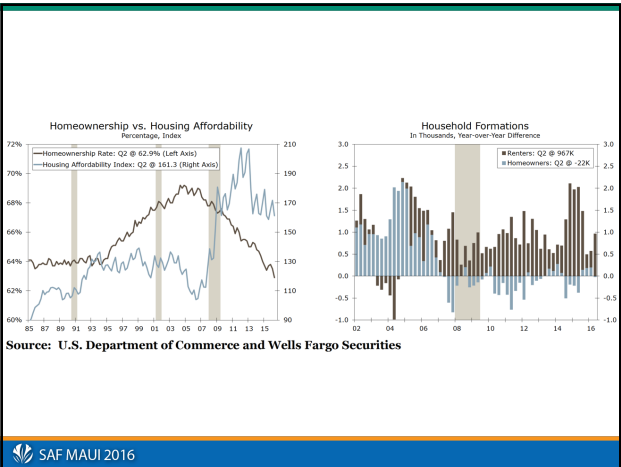 Homeownership vs. Housing Affordability
Percentage, Index
72%
70%
68%
66%
64%
62%
60%
210
190
170
150
130
110
90
Homeownership Rate: Q2 @ 62.9% (Left Axis)
Housing Affordability Index: Q2 @ 161.3 (Right Axis)
85 87 89 91 93 95 97 99 01 03 05 07 09 11 13 15
Household Formations
In Thousands, Year-over-Year Difference
3.0
2.5
2.0
1.5
1.0
0.5
0.0
-0.5
-1.0
3.0
2.5
2.0
1.5
1.0
0.5
0.0
-0.5
-1.0
Renters: Q2 @ 967K
Homeowners: Q2 @ -22K
02 04 06 08 10 12 14 16
Source: U.S. Department of Commerce and Wells Fargo Securities
SAF MAUI 2016